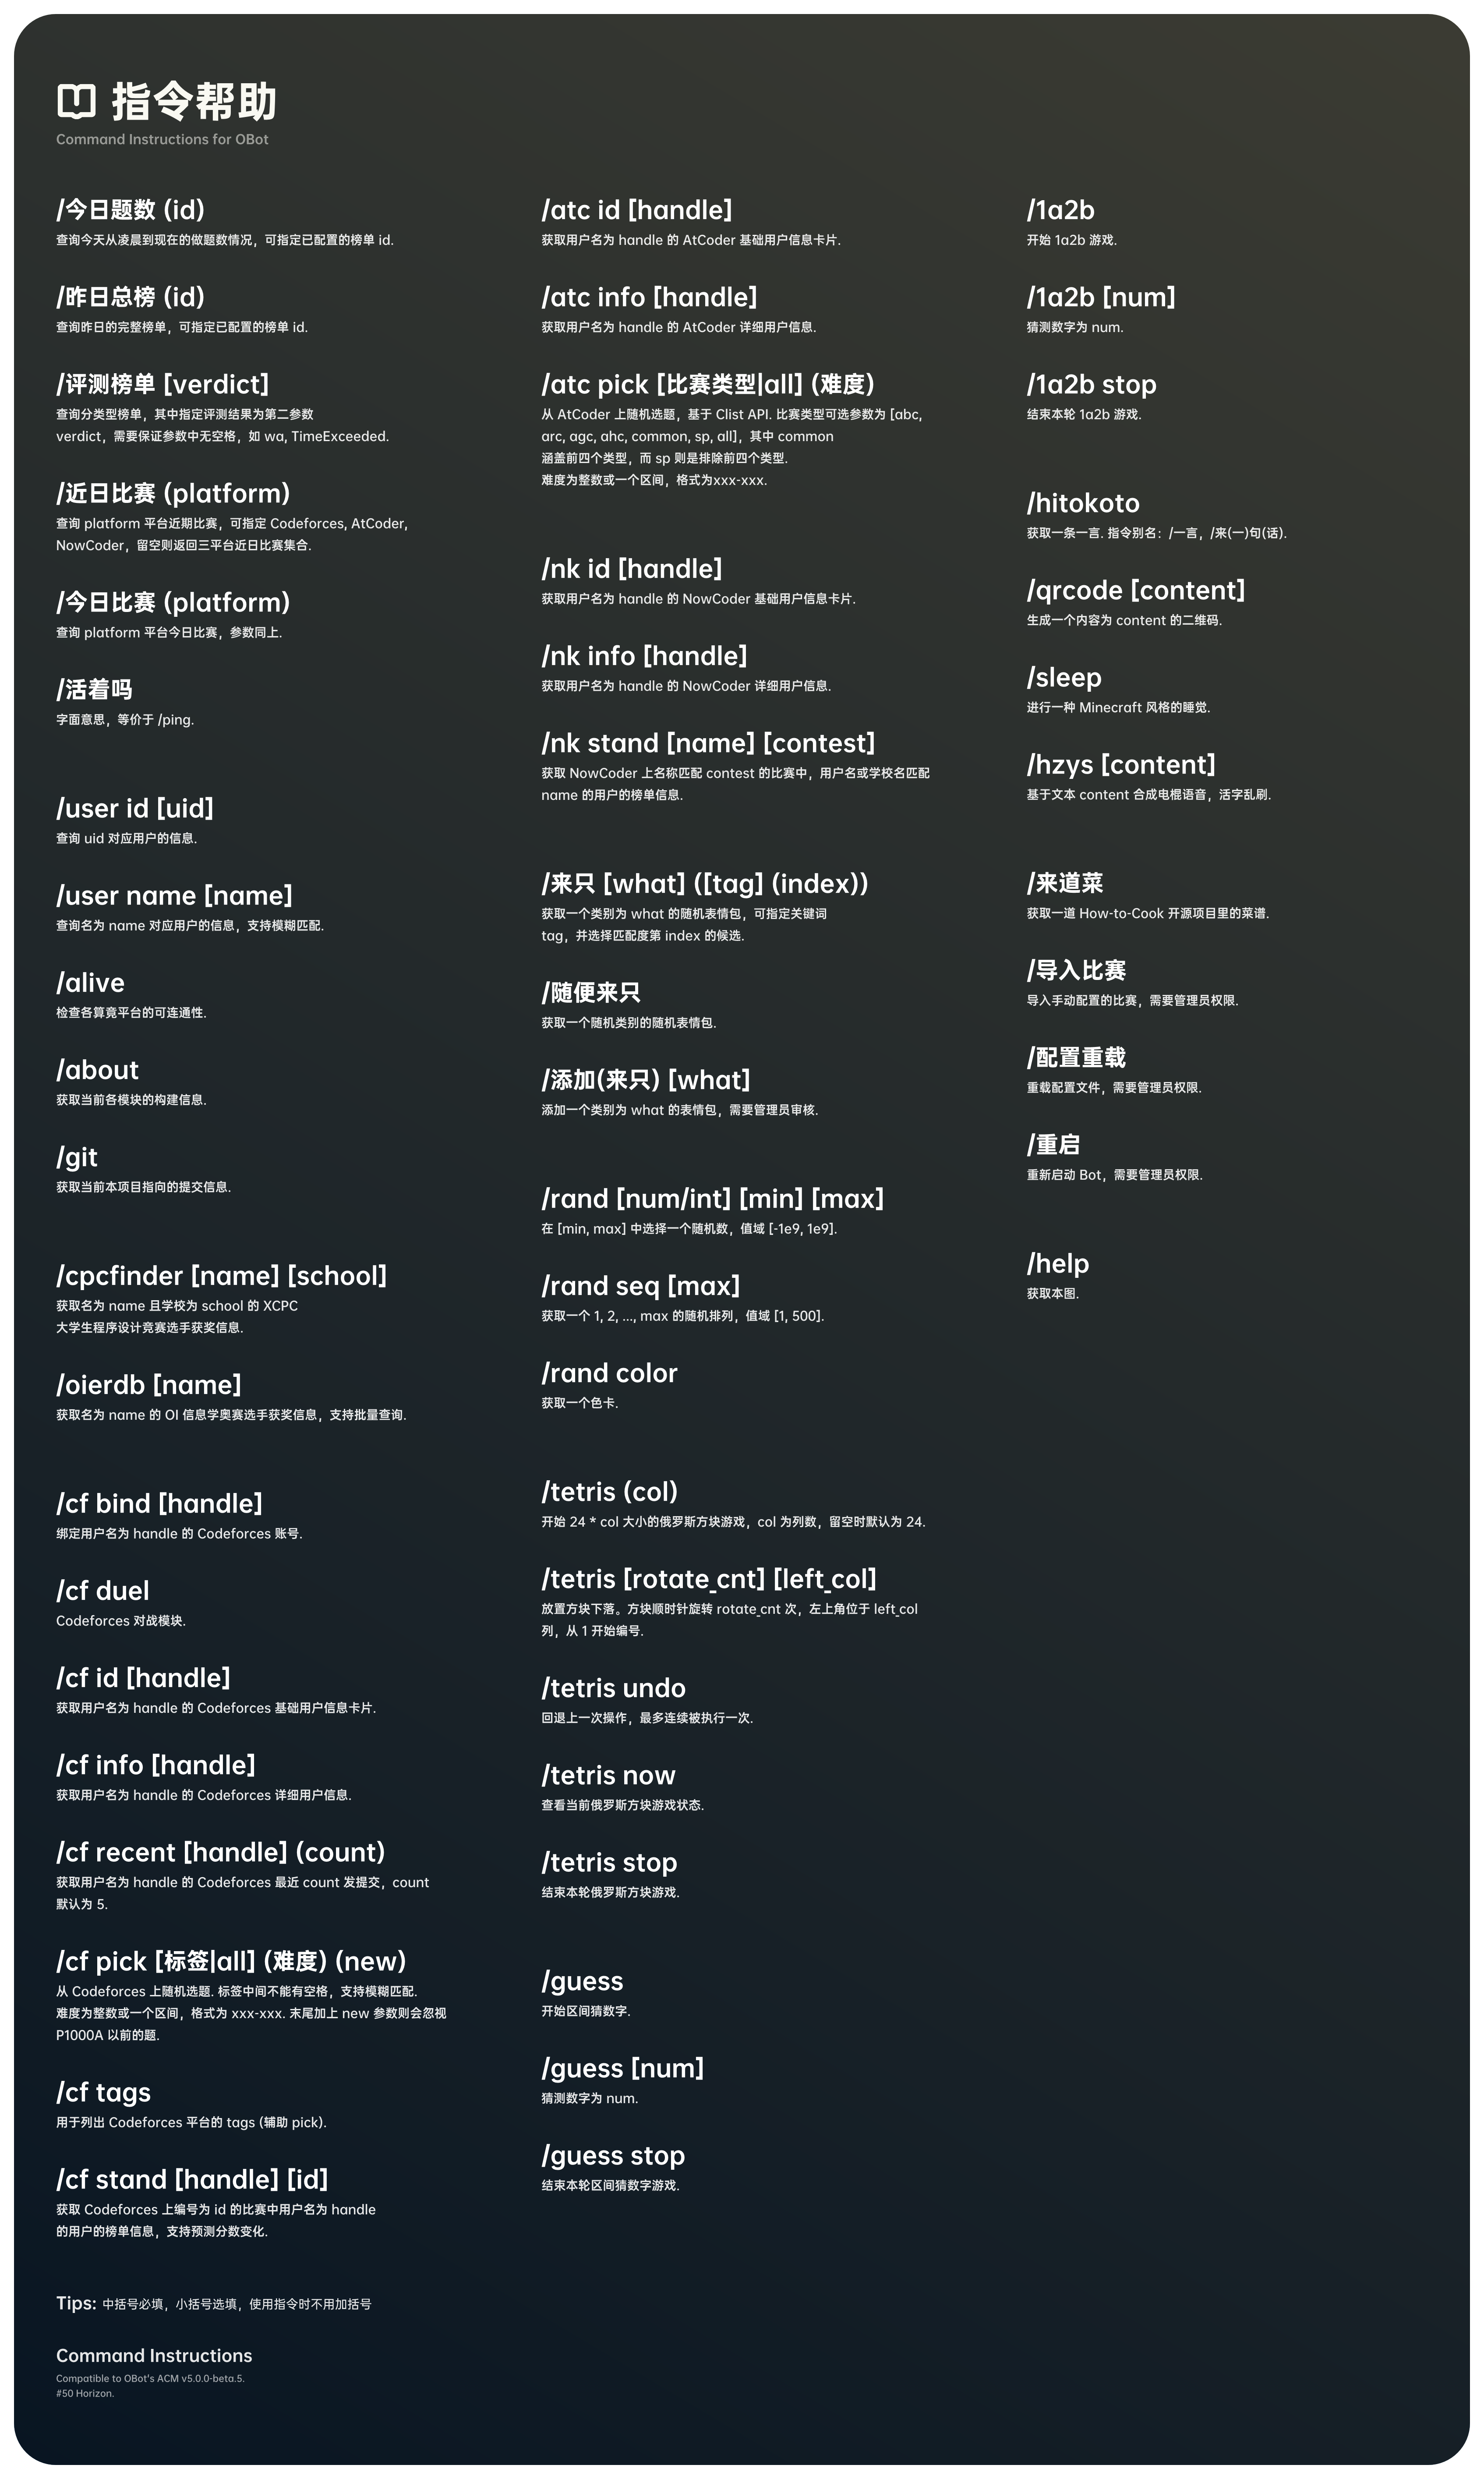 指令帮助
Command Instructions for OBot
/今日题数 (id)
查询今天从凌晨到现在的做题数情况，可指定已配置的榜单 id.
/昨日总榜 (id)
查询昨日的完整榜单，可指定已配置的榜单 id.
/评测榜单 [verdict]
查询分类型榜单，其中指定评测结果为第二参数
verdict，需要保证参数中无空格，如 wa, TimeExceeded.
/近日比赛 (platform)
查询 platform 平台近期比赛，可指定 Codeforces, AtCoder,
NowCoder，留空则返回三平台近日比赛集合.
/今日比赛 (platform)
查询 platform 平台今日比赛，参数同上.
/活着吗
字面意思，等价于 /ping.
/user id [uid]
查询 uid 对应用户的信息.
/user name [name]
查询名为 name 对应用户的信息，支持模糊匹配.
/alive
检查各算竞平台的可连通性.
/about
获取当前各模块的构建信息.
/git
获取当前本项目指向的提交信息.
/cpcfinder [name] [school]
获取名为 name 且学校为 school 的 XCPC
大学生程序设计竞赛选手获奖信息.
/oierdb [name]
获取名为 name 的 OI 信息学奥赛选手获奖信息，支持批量查询.
/cf bind [handle]
绑定用户名为 handle 的 Codeforces 账号.
/cf duel
Codeforces 对战模块.
/cf id [handle]
获取用户名为 handle 的 Codeforces 基础用户信息卡片.
/cf info [handle]
获取用户名为 handle 的 Codeforces 详细用户信息.
/cf recent [handle] (count)
获取用户名为 handle 的 Codeforces 最近 count 发提交，count
默认为 5.
/cf pick [标签|all] (难度) (new)
从 Codeforces 上随机选题. 标签中间不能有空格，支持模糊匹配.
难度为整数或一个区间，格式为 xxx-xxx. 末尾加上 new 参数则会忽视
P1000A 以前的题.
/cf tags
用于列出 Codeforces 平台的 tags (辅助 pick).
/cf stand [handle] [id]
获取 Codeforces 上编号为 id 的比赛中用户名为 handle
的用户的榜单信息，支持预测分数变化.
/atc id [handle]
获取用户名为 handle 的 AtCoder 基础用户信息卡片.
/atc info [handle]
获取用户名为 handle 的 AtCoder 详细用户信息.
/atc pick [比赛类型|all] (难度)
从 AtCoder 上随机选题，基于 Clist API. 比赛类型可选参数为 [abc,
arc, agc, ahc, common, sp, all]，其中 common
涵盖前四个类型，而 sp 则是排除前四个类型.
难度为整数或一个区间，格式为xxx-xxx.
/nk id [handle]
获取用户名为 handle 的 NowCoder 基础用户信息卡片.
/nk info [handle]
获取用户名为 handle 的 NowCoder 详细用户信息.
/nk stand [name] [contest]
获取 NowCoder 上名称匹配 contest 的比赛中，用户名或学校名匹配
name 的用户的榜单信息.
/来只 [what] ([tag] (index))
获取一个类别为 what 的随机表情包，可指定关键词
tag，并选择匹配度第 index 的候选.
/随便来只
获取一个随机类别的随机表情包.
/添加(来只) [what]
添加一个类别为 what 的表情包，需要管理员审核.
/rand [num/int] [min] [max]
在 [min, max] 中选择一个随机数，值域 [-1e9, 1e9].
/rand seq [max]
获取一个 1, 2, ..., max 的随机排列，值域 [1, 500].
/rand color
获取一个色卡.
/tetris (col)
开始 24 * col 大小的俄罗斯方块游戏，col 为列数，留空时默认为 24.
/tetris [rotate_cnt] [left_col]
放置方块下落。方块顺时针旋转 rotate_cnt 次，左上角位于 left_col
列，从 1 开始编号.
/tetris undo
回退上一次操作，最多连续被执行一次.
/tetris now
查看当前俄罗斯方块游戏状态.
/tetris stop
结束本轮俄罗斯方块游戏.
/guess
开始区间猜数字.
/guess [num]
猜测数字为 num.
/guess stop
结束本轮区间猜数字游戏.
/1a2b
开始 1a2b 游戏.
/1a2b [num]
猜测数字为 num.
/1a2b stop
结束本轮 1a2b 游戏.
/hitokoto
获取一条一言. 指令别名：/一言，/来(一)句(话).
/qrcode [content]
生成一个内容为 content 的二维码.
/sleep
进行一种 Minecraft 风格的睡觉.
/hzys [content]
基于文本 content 合成电棍语音，活字乱刷.
/来道菜
获取一道 How-to-Cook 开源项目里的菜谱.
/导入比赛
导入手动配置的比赛，需要管理员权限.
/配置重载
重载配置文件，需要管理员权限.
/重启
重新启动 Bot，需要管理员权限.
/help
获取本图.
Tips: 中括号必填，小括号选填，使用指令时不用加括号
Command Instructions
Compatible to OBot's ACM v5.0.0-beta.5.
#50 Horizon.